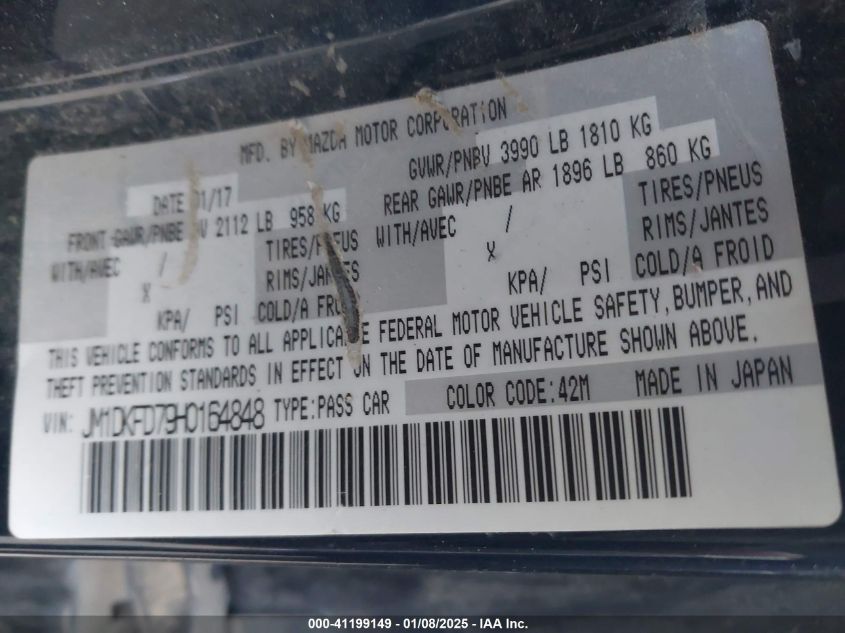 MFD. BY MAZDA MOTOR CORPORATION
DATE 01/17
GVWR/PNBV 3990 LB 1810 KG
FRONT GAWR/PNBE AV 2112 LB 958 KG
REAR GAWR/PNBE AR 1896 LB 860 KG
WITH/AVEC / TIRES/PNEUS
WITH/AVEC / TIRES/PNEUS
X RIMS/JANTES
X RIMS/JANTES
KPA/ PSI COLD/A FROID
KPA/ PSI COLD/A FROID
THIS VEHICLE CONFORMS TO ALL APPLICABLE FEDERAL MOTOR VEHICLE SAFETY, BUMPER, AND
THEFT PREVENTION STANDARDS IN EFFECT ON THE DATE OF MANUFACTURE SHOWN ABOVE.
VIN: JM1DKFD79H0164848 TYPE:PASS CAR COLOR CODE:42M MADE IN JAPAN
000-41199149 - 01/08/2025 - IAA Inc.